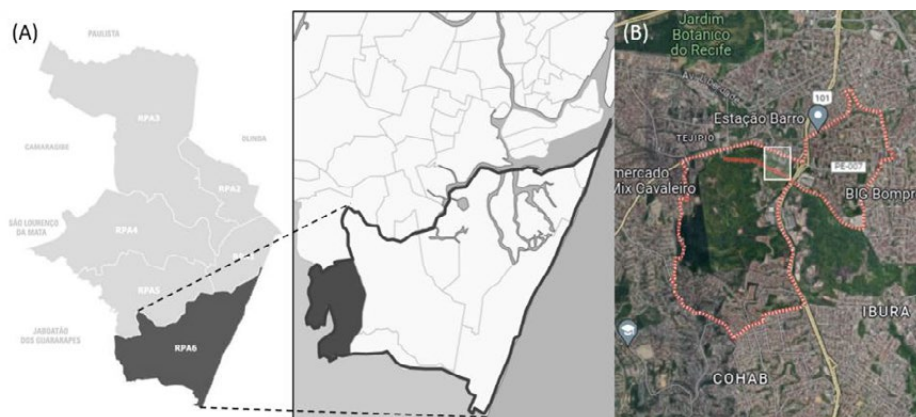 (A)
PAULISTA
RPA3
CAMARAGIBE
OLINDA
RPA2
SÃO LOURENÇO
DA MATA
RPA4
RPA5
JABOATÃO
DOS GUARARAPES
RPA6
(B)
Jardim
Botânico
do Recife
101
Estação Barro
TEJIPIÓ
PE-007
mercado
Mix Cavaleiro
BIG Bompr
IBURA
COHAB